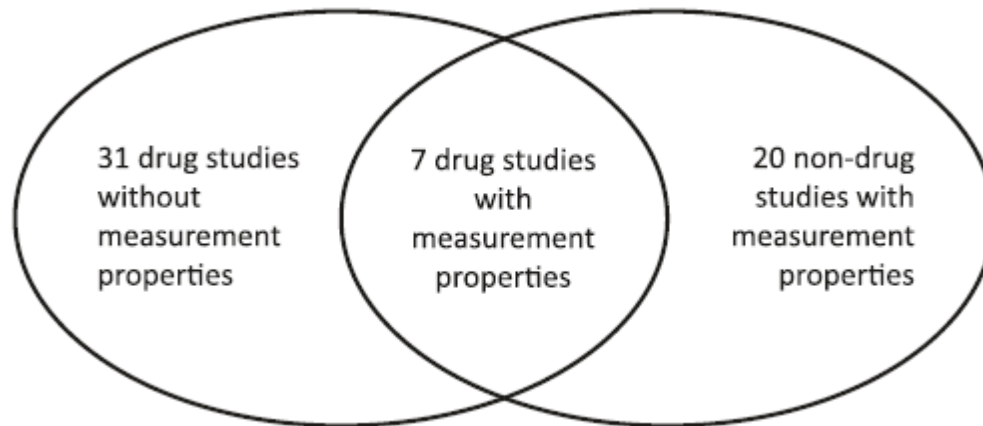 31 drug studies
without
measurement
properties
7 drug studies
with
measurement
properties
20 non-drug
studies with
measurement
properties